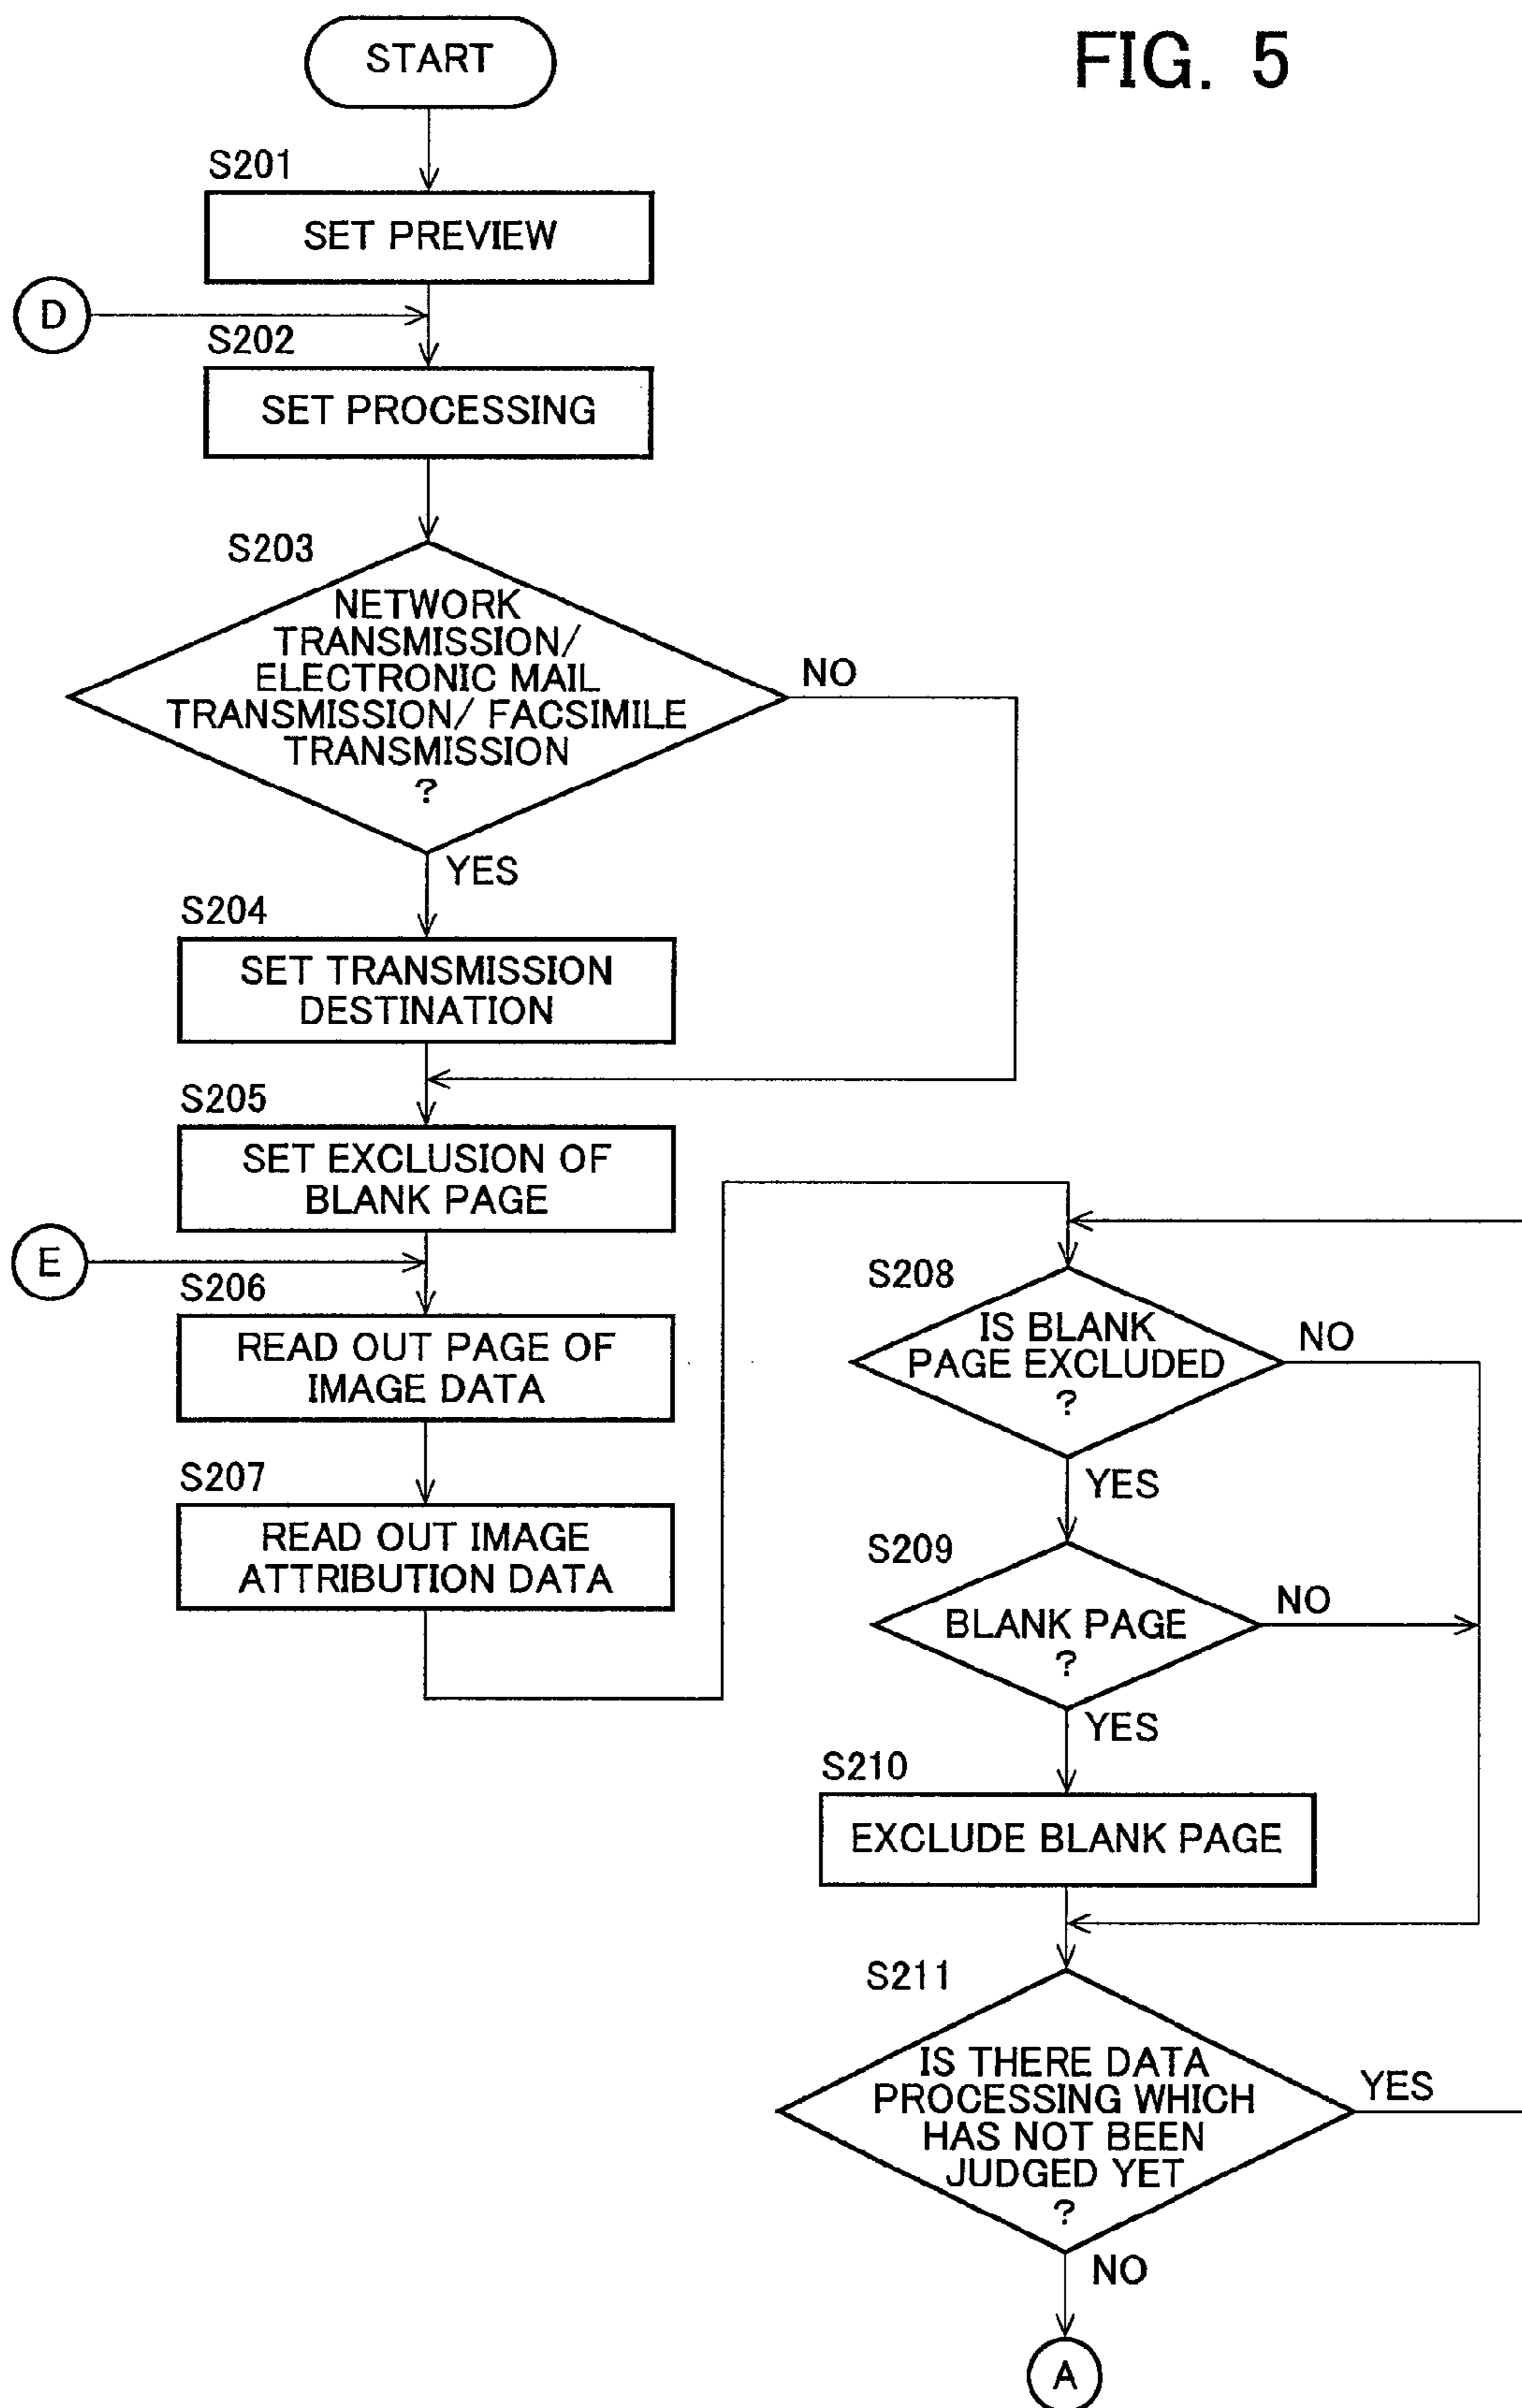 FIG. 5
START
S201
SET PREVIEW
D
S202
SET PROCESSING
S203
NETWORK
TRANSMISSION/
ELECTRONIC MAIL
TRANSMISSION/ FACSIMILE
TRANSMISSION
?
NO
YES
S204
SET TRANSMISSION
DESTINATION
S205
SET EXCLUSION OF
BLANK PAGE
E
S206
READ OUT PAGE OF
IMAGE DATA
S207
READ OUT IMAGE
ATTRIBUTION DATA
S208
IS BLANK
PAGE EXCLUDED
?
NO
YES
S209
BLANK PAGE
?
NO
YES
S210
EXCLUDE BLANK PAGE
S211
IS THERE DATA
PROCESSING WHICH
HAS NOT BEEN
JUDGED YET
?
YES
NO
A